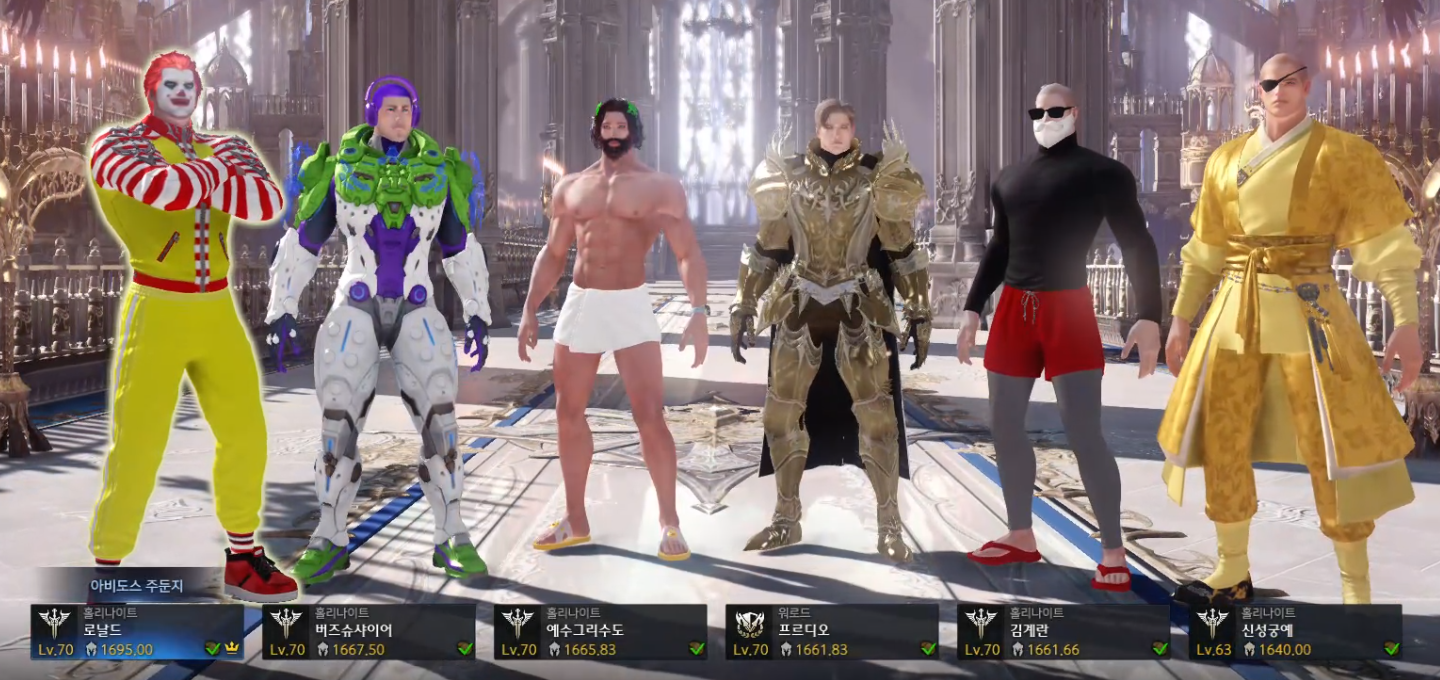 아비도스 주둔지
홀리나이트
로날드
Lv.70 1695.00
홀리나이트
버즈슈샤이어
Lv.70 1667.50
홀리나이트
예수그리수도
Lv.70 1665.83
워로드
프르디오
Lv.70 1661.83
홀리나이트
김계란
Lv.70 1661.66
홀리나이트
신성궁예
Lv.63 1640.00